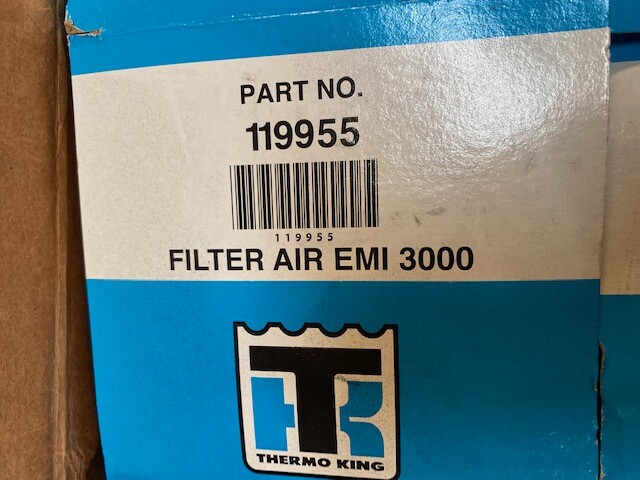 PART NO.
119955
119955
FILTER AIR EMI 3000
TK
THERMO KING